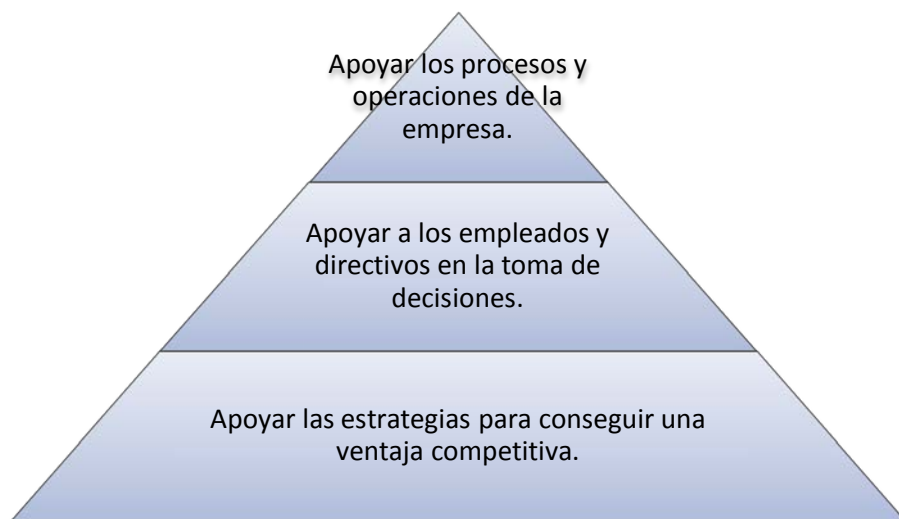 Apoyar los procesos y
operaciones de la
empresa.
Apoyar a los empleados y
directivos en la toma de
decisiones.
Apoyar las estrategias para conseguir una
ventaja competitiva.